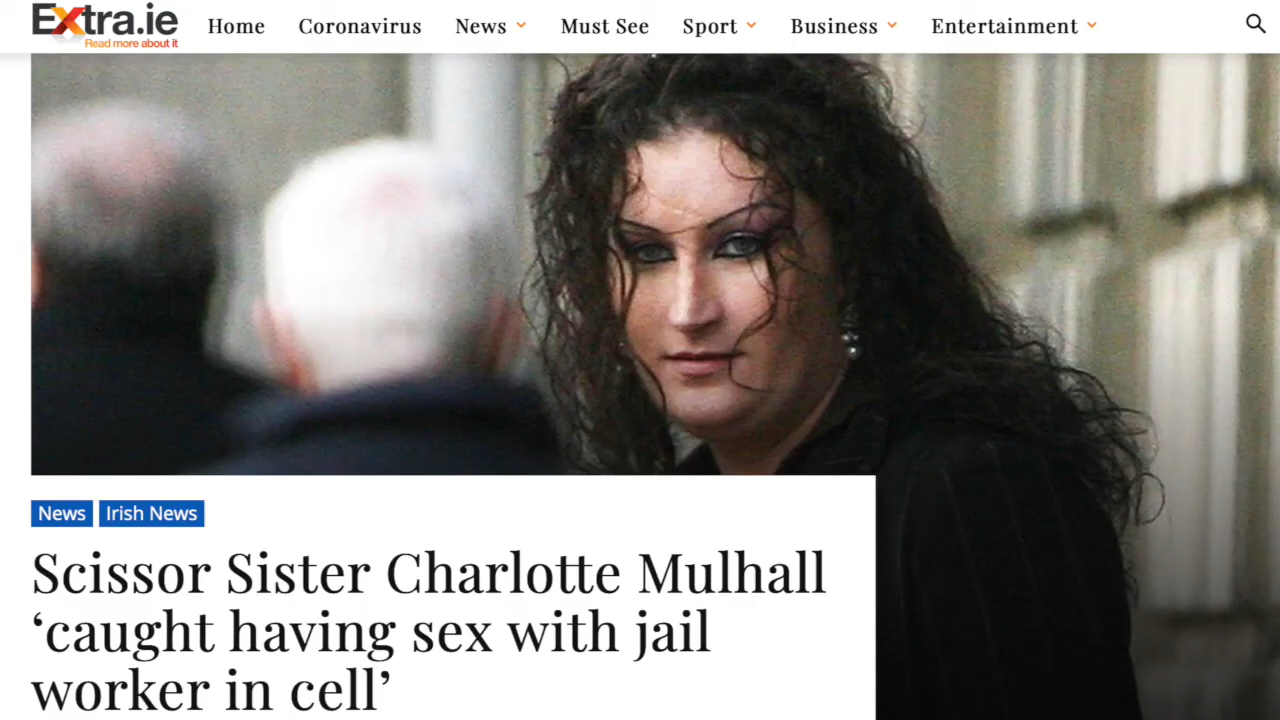 Extra.ie
Read more about it
Home Coronavirus News Must See Sport Business Entertainment
News Irish News
Scissor Sister Charlotte Mulhall
‘caught having sex with jail
worker in cell’